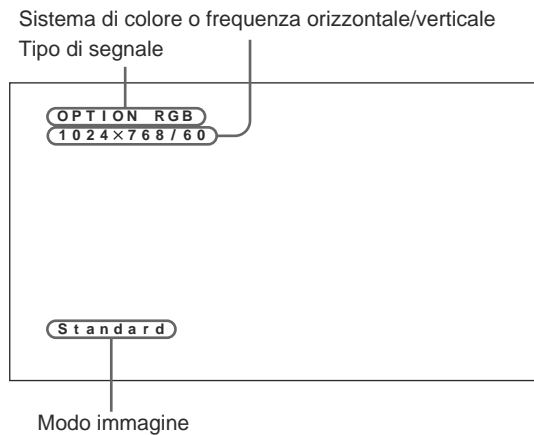 Sistema di colore o frequenza orizzontale/verticale
Tipo di segnale
OPTION RGB
1024×768/60
Standard
Modo immagine